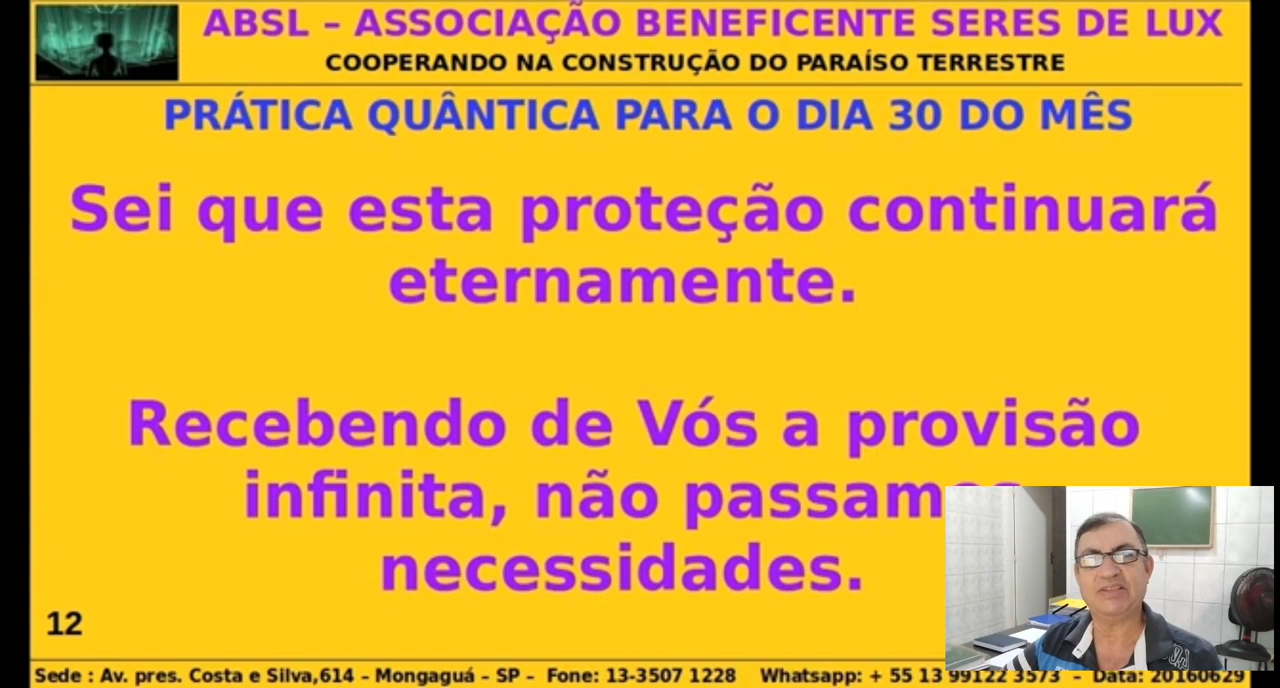 ABSL – ASSOCIAÇÃO BENEFICENTE SERES DE LUX
COOPERANDO NA CONSTRUÇÃO DO PARAÍSO TERRESTRE
PRÁTICA QUÂNTICA PARA O DIA 30 DO MÊS
Sei que esta proteção continuará
eternamente.
Recebendo de Vós a provisão
infinita, não
necessidades.
12
Sede : Av. pres. Costa e Silva,614 – Mongaguá – SP – Fone: 13-3507 1228 Whatsapp: + 55 13 99122 3573 – Data: 20160629